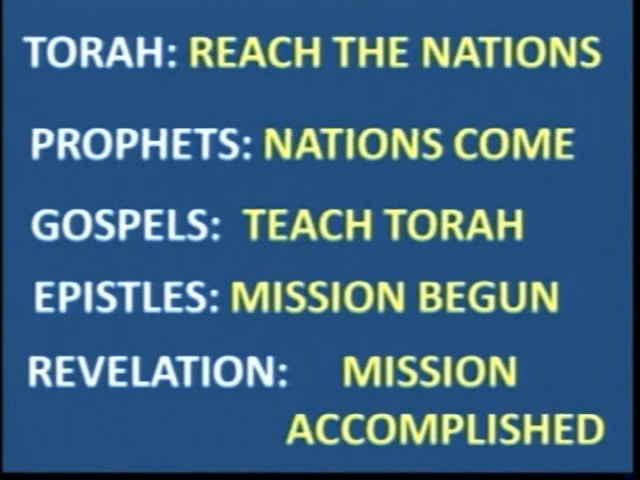 TORAH: REACH THE NATIONS
PROPHETS: NATIONS COME
GOSPELS: TEACH TORAH
EPISTLES: MISSION BEGUN
REVELATION: MISSION
ACCOMPLISHED